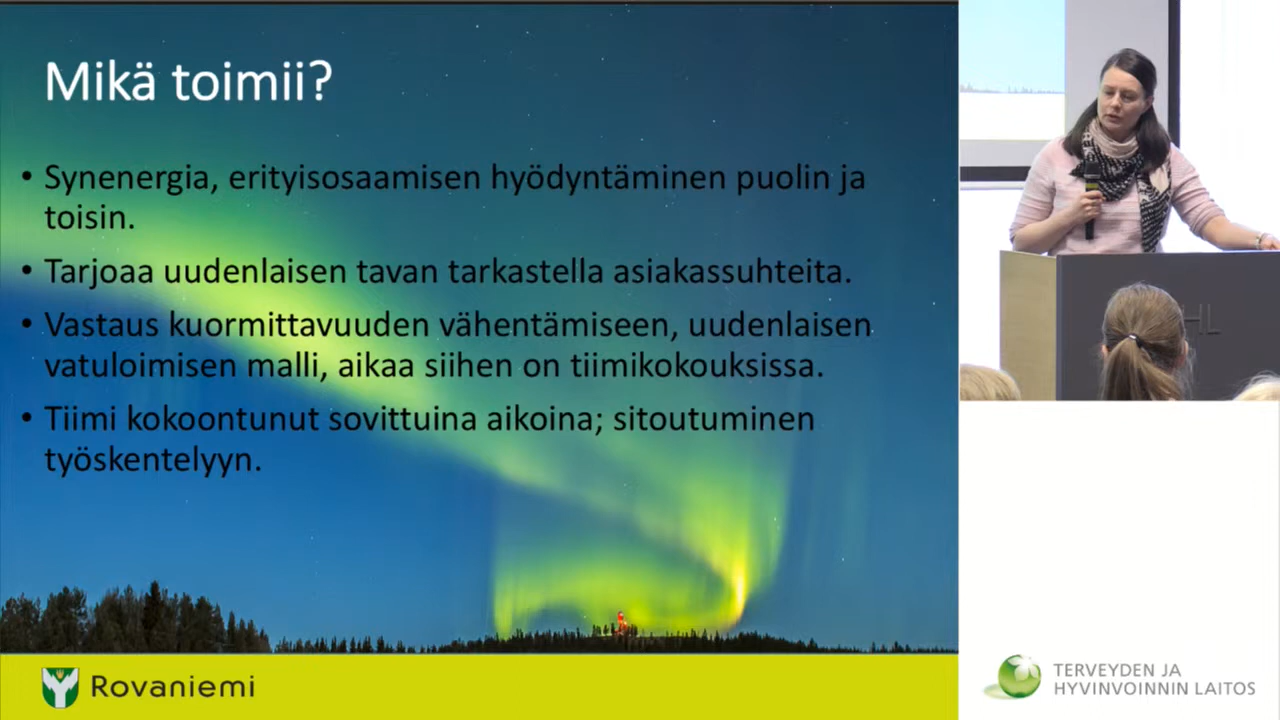 Mikä toimii?
• Synenergia, erityisosaamisen hyödyntäminen puolin ja
toisin.
• Tarjoaa uudenlaisen tavan tarkastella asiakassuhteita.
• Vastaus kuormittavuuden vähentämiseen, uudenlaisen
vatuloimisen malli, aikaa siihen on tiimikokouksissa.
• Tiimi kokoontunut sovittuina aikoina; sitoutuminen
työskentelyyn.
Rovaniemi
TERVEYDEN JA
HYVINVOINNIN LAITOS